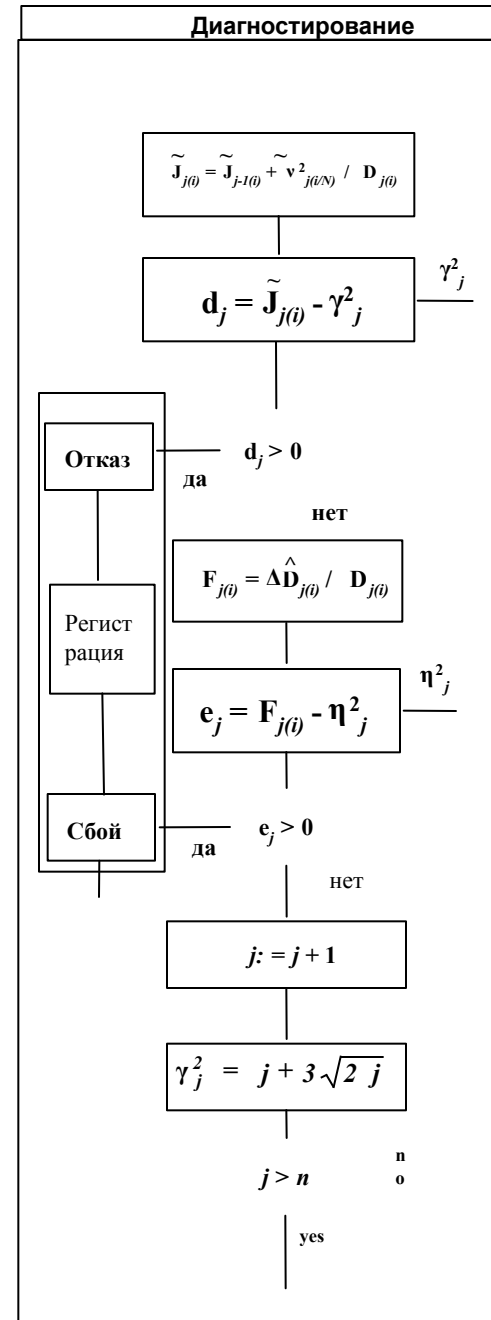 Диагностирование
J̃j(i) = J̃j-1(i) + ν̃²j(i/N) / Dj(i)
γ²j
dj = J̃j(i) - γ²j
Отказ
да
dj > 0
нет
Fj(i) = ΔD̂j(i) / Dj(i)
Регист
рация
η²j
ej = Fj(i) - η²j
Сбой
да
ej > 0
нет
j: = j + 1
γ²j = j + 3√2 j
j > n
n
o
yes